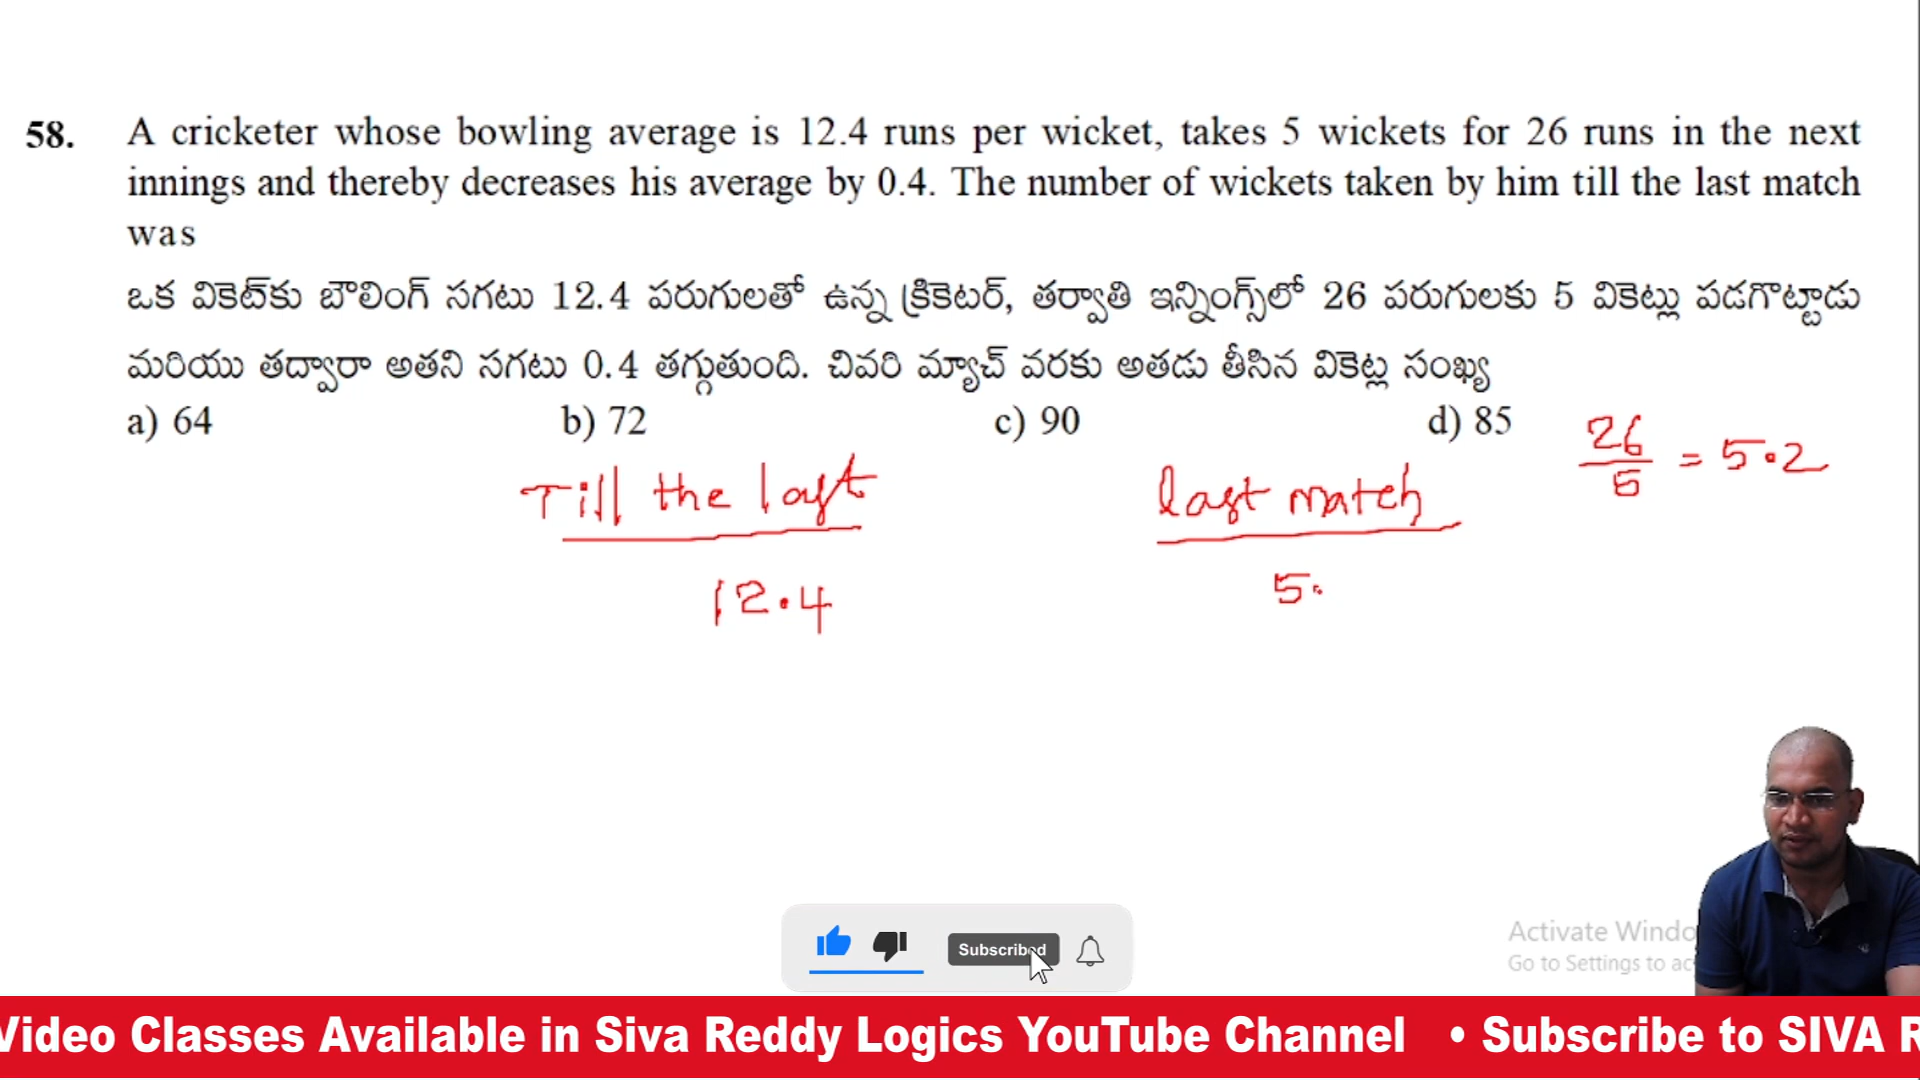 58. A cricketer whose bowling average is 12.4 runs per wicket, takes 5 wickets for 26 runs in the next
innings and thereby decreases his average by 0.4. The number of wickets taken by him till the last match
was
ఒక వికెట్‌కు బౌలింగ్ సగటు 12.4 పరుగులతో ఉన్న క్రికెటర్, తర్వాతి ఇన్నింగ్స్‌లో 26 పరుగులకు 5 వికెట్లు పడగొట్టాడు
మరియు తద్వారా అతని సగటు 0.4 తగ్గుతుంది. చివరి మ్యాచ్ వరకు అతడు తీసిన వికెట్ల సంఖ్య
a) 64 b) 72 c) 90 d) 85
26/5 = 5.2
Till the last last match
12.4 5.
Subscribed
Activate Windo
Go to Settings to ac
Video Classes Available in Siva Reddy Logics YouTube Channel • Subscribe to SIVA R